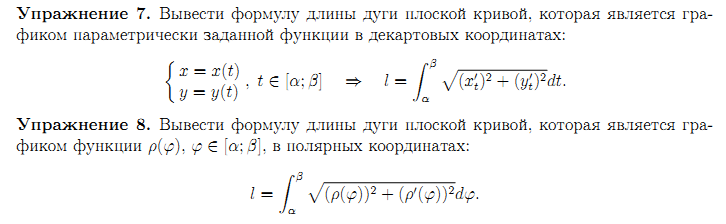 Упражнение 7. Вывести формулу длины дуги плоской кривой, которая является гра-
фиком параметрически заданной функции в декартовых координатах:
{ x = x(t), y = y(t) , t ∈ [α; β] ⇒ l = ∫_α^β √((x′_t)² + (y′_t)²) dt.
Упражнение 8. Вывести формулу длины дуги плоской кривой, которая является гра-
фиком функции ρ(φ), φ ∈ [α; β], в полярных координатах:
l = ∫_α^β √((ρ(φ))² + (ρ′(φ))²) dφ.